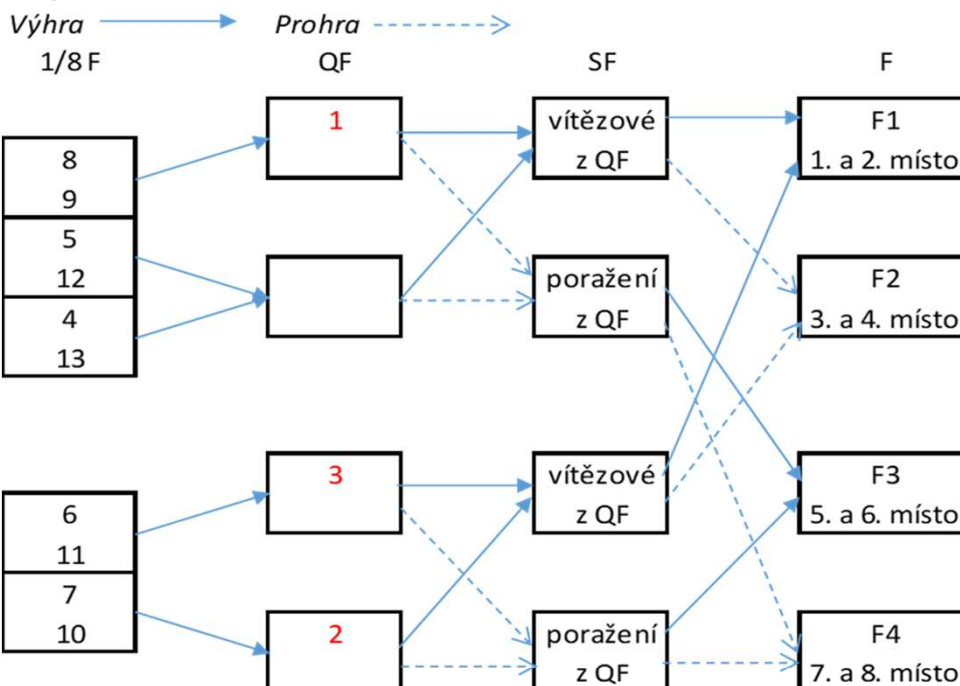 Výhra
Prohra
1/8 F
QF
SF
F
8
9
5
12
4
13
6
11
7
10
1
3
2
vítězové
z QF
poražení
z QF
vítězové
z QF
poražení
z QF
F1
1. a 2. místo
F2
3. a 4. místo
F3
5. a 6. místo
F4
7. a 8. místo